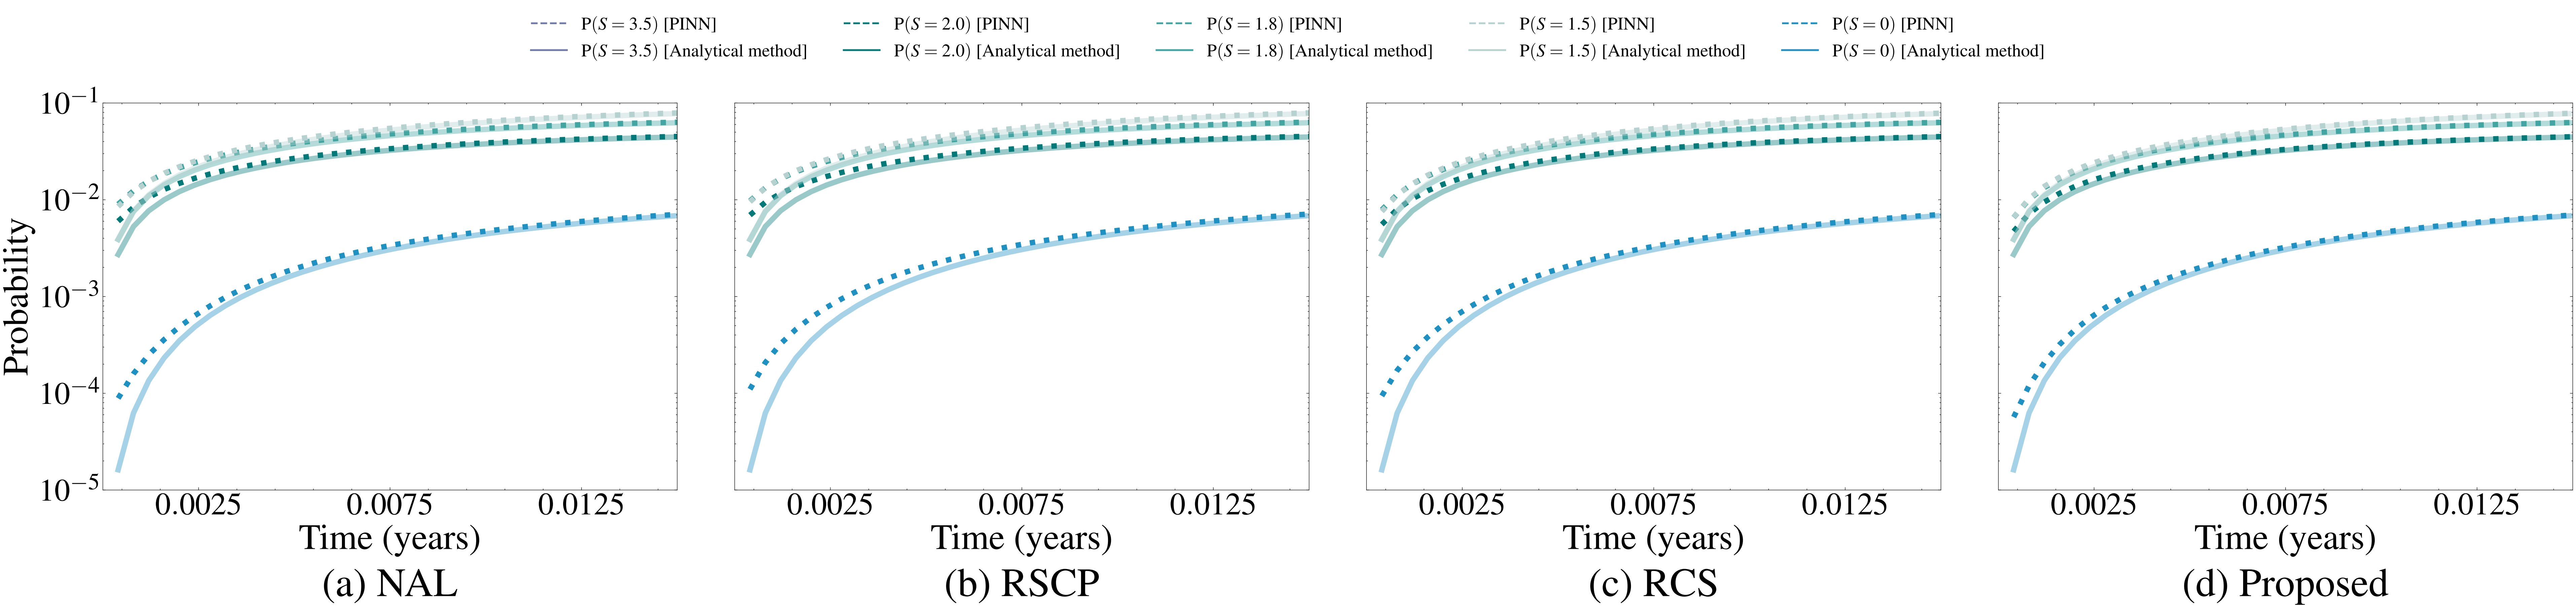 P(S = 3.5) [PINN] P(S = 2.0) [PINN] P(S = 1.8) [PINN] P(S = 1.5) [PINN] P(S = 0) [PINN]
P(S = 3.5) [Analytical method] P(S = 2.0) [Analytical method] P(S = 1.8) [Analytical method] P(S = 1.5) [Analytical method] P(S = 0) [Analytical method]
Probability
10⁻¹
10⁻²
10⁻³
10⁻⁴
10⁻⁵
0.0025 0.0075 0.0125 0.0025 0.0075 0.0125 0.0025 0.0075 0.0125 0.0025 0.0075 0.0125
Time (years) Time (years) Time (years) Time (years)
(a) NAL (b) RSCP (c) RCS (d) Proposed